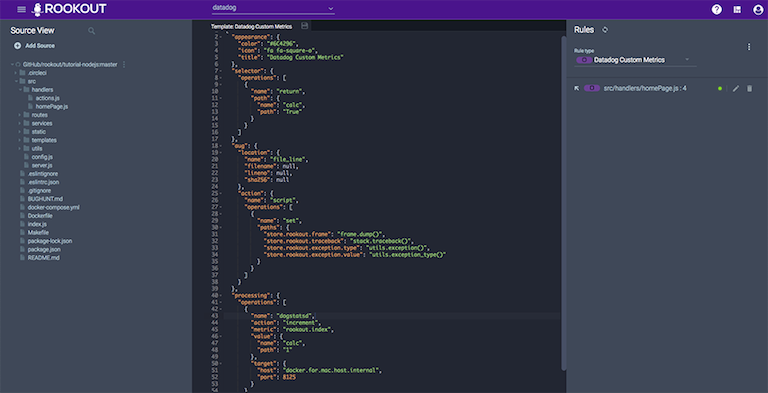 ROOKOUT
datadog
Source View
Add Source
GitHub/rookout/tutorial-nodejs:master
.circleci
src
handlers
actions.js
homePage.js
routes
services
static
templates
utils
config.js
server.js
.eslintignore
.eslintrc.json
.gitignore
BUGHUNT.md
docker-compose.yml
Dockerfile
index.js
Makefile
package-lock.json
package.json
README.md
Template: Datadog Custom Metrics
2 "appearance": {
3 "color": "#6C4296",
4 "icon": "fa fa-square-o",
5 "title": "Datadog Custom Metrics"
6 },
7 "selector": {
8 "operations": [
9 {
10 "name": "return",
11 "path": {
12 "name": "calc",
13 "path": "True"
14 }
15 }
16 ]
17 },
18 "aug": {
19 "location": {
20 "name": "file_line",
21 "filename": null,
22 "lineno": null,
23 "sha256": null
24 },
25 "action": {
26 "name": "script",
27 "operations": [
28 {
29 "name": "set",
30 "paths": {
31 "store.rookout.frame": "frame.dump()",
32 "store.rookout.traceback": "stack.traceback()",
33 "store.rookout.exception.type": "utils.exception()",
34 "store.rookout.exception.value": "utils.exception_type()"
35 }
36 }
37 ]
38 }
39 },
40 "processing": {
41 "operations": [
42 {
43 "name": "dogstatsd",
44 "action": "increment",
45 "metric": "rookout.index",
46 "value": {
47 "name": "calc",
48 "path": "1"
49 },
50 "target": {
51 "host": "docker.for.mac.host.internal",
52 "port": 8125
53 }
54 }
Rules
Rule type
Datadog Custom Metrics
src/handlers/homePage.js : 4